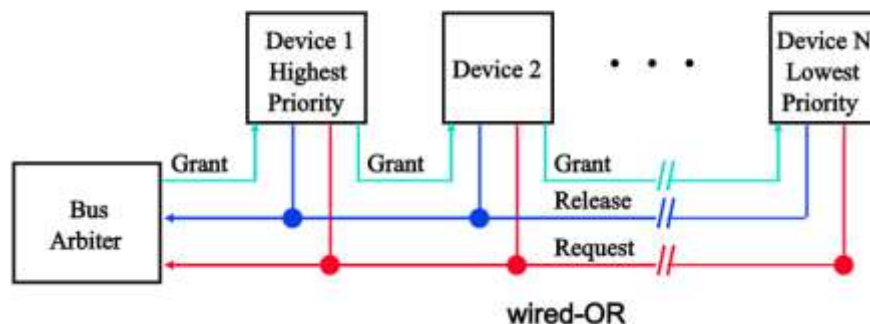 Device 1
Highest
Priority
Device 2
. . .
Device N
Lowest
Priority
Grant
Grant
Grant
Bus
Arbiter
Release
Request
wired-OR